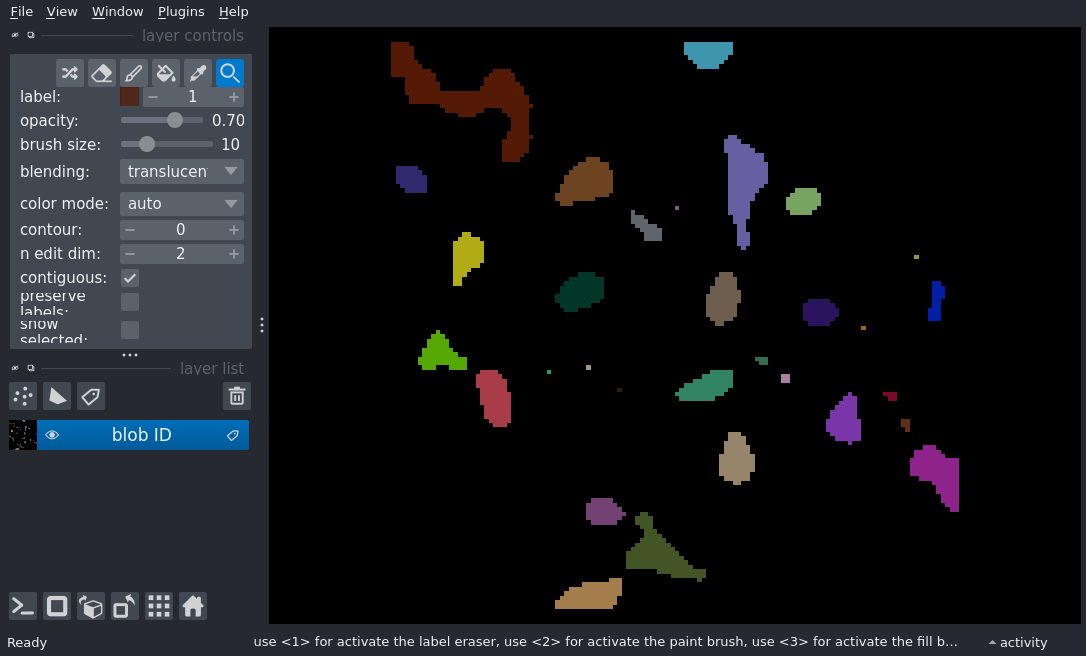 File View Window Plugins Help
layer controls
label: 1
opacity: 0.70
brush size: 10
blending: translucen
color mode: auto
contour: 0
n edit dim: 2
contiguous:
preserve
labels:
show
selected:
layer list
blob ID
Ready
use <1> for activate the label eraser, use <2> for activate the paint brush, use <3> for activate the fill b...
activity